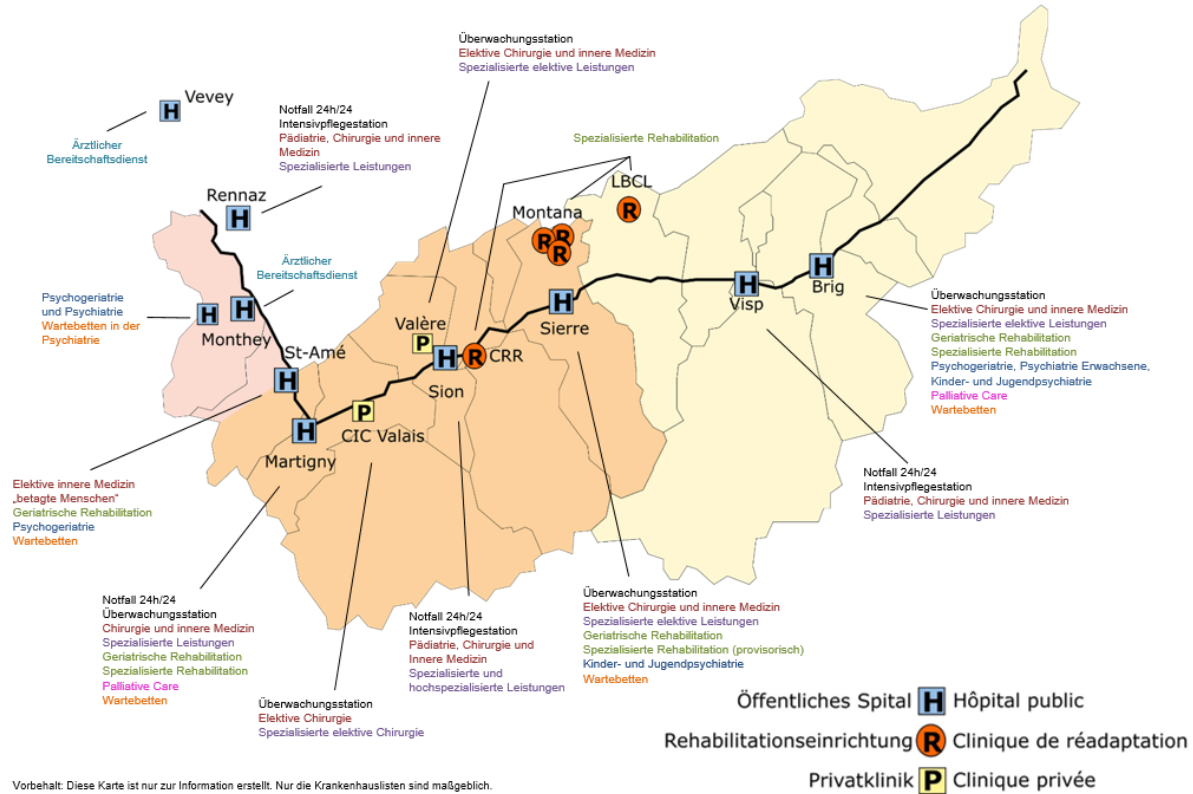 Überwachungsstation
Elektive Chirurgie und innere Medizin
Spezialisierte elektive Leistungen
Vevey
Ärztlicher
Bereitschaftsdienst
Notfall 24h/24
Intensivpflegestation
Pädiatrie, Chirurgie und innere
Medizin
Spezialisierte Leistungen
Spezialisierte Rehabilitation
Rennaz
LBCL
Montana
Ärztlicher
Bereitschaftsdienst
Psychogeriatrie
und Psychiatrie
Wartebetten in der
Psychiatrie
Monthey
St-Amé
Valère
Sion
CRR
Sierre
Visp
Brig
CIC Valais
Martigny
Überwachungsstation
Elektive Chirurgie und innere Medizin
Spezialisierte elektive Leistungen
Geriatrische Rehabilitation
Spezialisierte Rehabilitation
Psychogeriatrie, Psychiatrie Erwachsene,
Kinder- und Jugendpsychiatrie
Palliative Care
Wartebetten
Notfall 24h/24
Intensivpflegestation
Pädiatrie, Chirurgie und innere Medizin
Spezialisierte Leistungen
Elektive innere Medizin
„betagte Menschen“
Geriatrische Rehabilitation
Psychogeriatrie
Wartebetten
Notfall 24h/24
Überwachungsstation
Chirurgie und innere Medizin
Spezialisierte Leistungen
Geriatrische Rehabilitation
Spezialisierte Rehabilitation
Palliative Care
Wartebetten
Überwachungsstation
Elektive Chirurgie
Spezialisierte elektive Chirurgie
Notfall 24h/24
Intensivpflegestation
Pädiatrie, Chirurgie und
Innere Medizin
Spezialisierte und
hochspezialisierte Leistungen
Überwachungsstation
Elektive Chirurgie und innere Medizin
Spezialisierte elektive Leistungen
Geriatrische Rehabilitation
Spezialisierte Rehabilitation (provisorisch)
Kinder- und Jugendpsychiatrie
Wartebetten
Öffentliches Spital H Hôpital public
Rehabilitationseinrichtung R Clinique de réadaptation
Privatklinik P Clinique privée
Vorbehalt: Diese Karte ist nur zur Information erstellt. Nur die Krankenhauslisten sind maßgeblich.